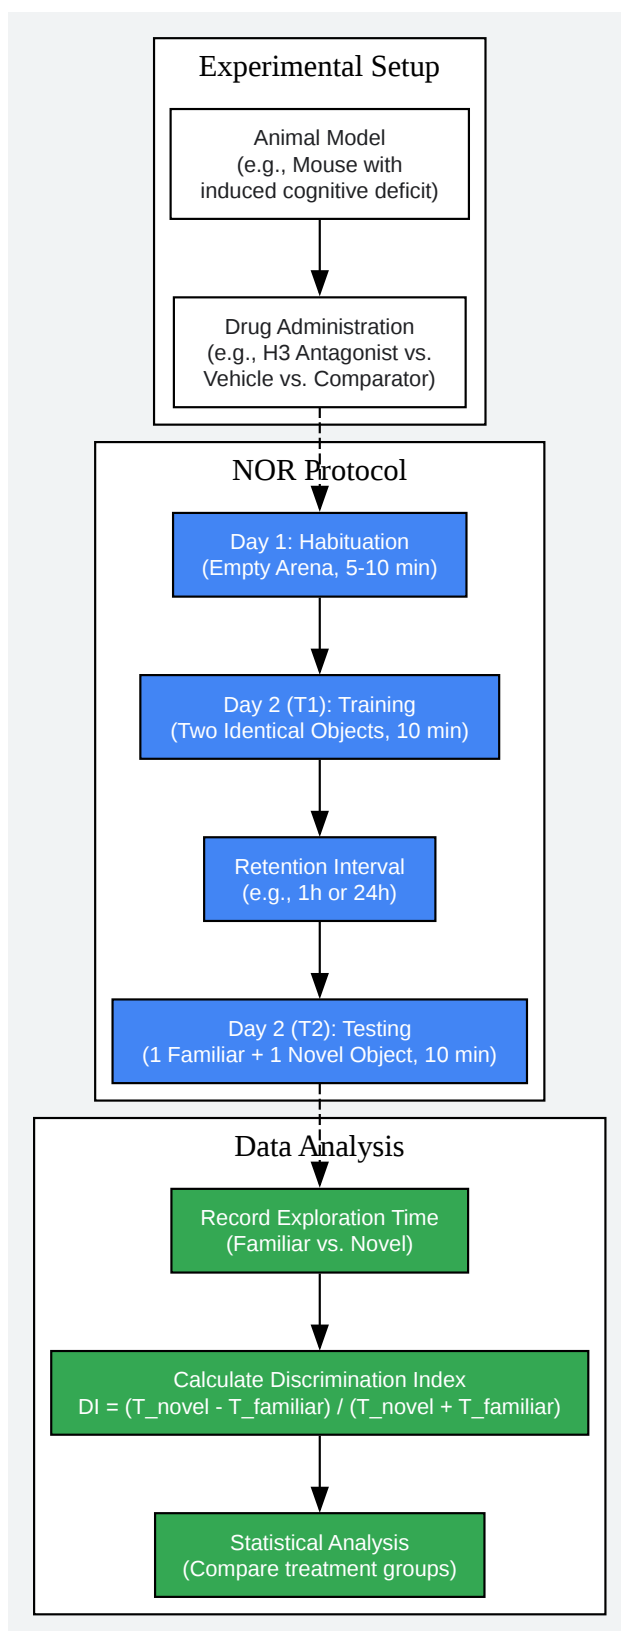 Experimental Setup
Animal Model
(e.g., Mouse with
induced cognitive deficit)
Drug Administration
(e.g., H3 Antagonist vs.
Vehicle vs. Comparator)
NOR Protocol
Day 1: Habituation
(Empty Arena, 5-10 min)
Day 2 (T1): Training
(Two Identical Objects, 10 min)
Retention Interval
(e.g., 1h or 24h)
Day 2 (T2): Testing
(1 Familiar + 1 Novel Object, 10 min)
Data Analysis
Record Exploration Time
(Familiar vs. Novel)
Calculate Discrimination Index
DI = (T_novel - T_familiar) / (T_novel + T_familiar)
Statistical Analysis
(Compare treatment groups)